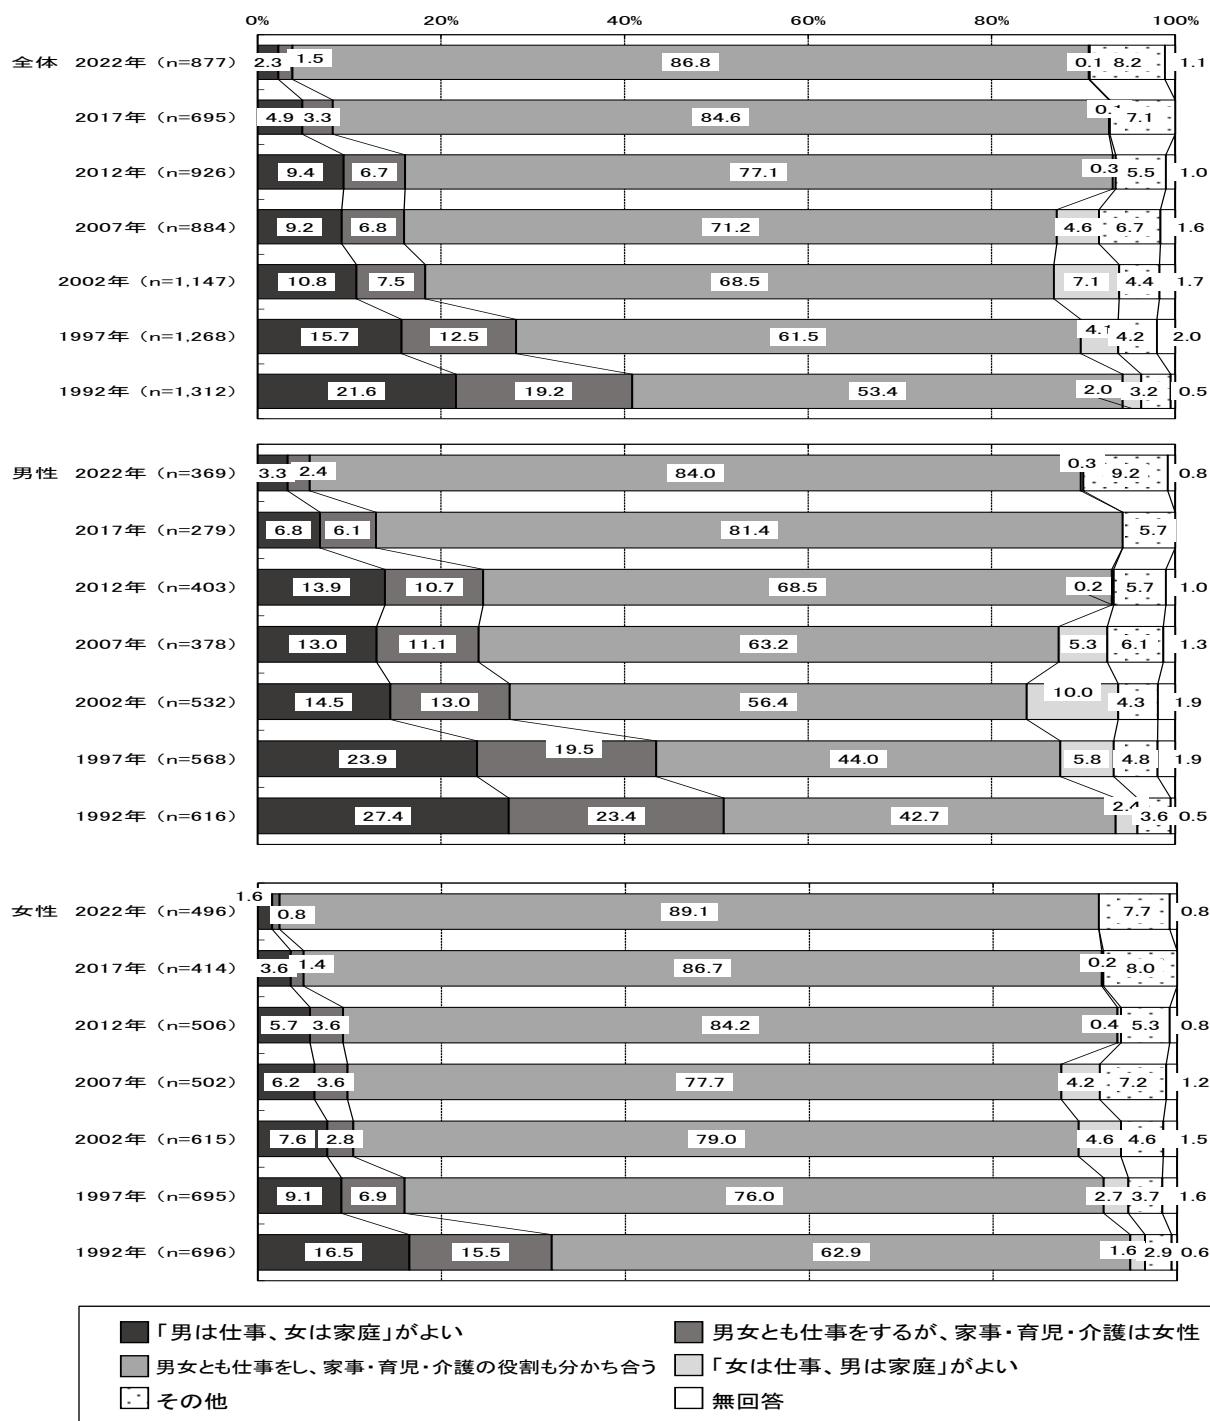 0% 20% 40% 60% 80% 100%
全体 2022年 (n=877) 2.3 1.5 86.8 0.1 8.2 1.1
2017年 (n=695) 4.9 3.3 84.6 7.1
2012年 (n=926) 9.4 6.7 77.1 0.3 5.5 1.0
2007年 (n=884) 9.2 6.8 71.2 4.6 6.7 1.6
2002年 (n=1,147) 10.8 7.5 68.5 7.1 4.4 1.7
1997年 (n=1,268) 15.7 12.5 61.5 4.1 4.2 2.0
1992年 (n=1,312) 21.6 19.2 53.4 2.0 3.2 0.5
男性 2022年 (n=369) 3.3 2.4 84.0 0.3 9.2 0.8
2017年 (n=279) 6.8 6.1 81.4 5.7
2012年 (n=403) 13.9 10.7 68.5 0.2 5.7 1.0
2007年 (n=378) 13.0 11.1 63.2 5.3 6.1 1.3
2002年 (n=532) 14.5 13.0 56.4 10.0 4.3 1.9
1997年 (n=568) 23.9 19.5 44.0 5.8 4.8 1.9
1992年 (n=616) 27.4 23.4 42.7 2.4 3.6 0.5
女性 2022年 (n=496) 1.6 0.8 89.1 7.7 0.8
2017年 (n=414) 3.6 1.4 86.7 0.2 8.0
2012年 (n=506) 5.7 3.6 84.2 0.4 5.3 0.8
2007年 (n=502) 6.2 3.6 77.7 4.2 7.2 1.2
2002年 (n=615) 7.6 2.8 79.0 4.6 4.6 1.5
1997年 (n=695) 9.1 6.9 76.0 2.7 3.7 1.6
1992年 (n=696) 16.5 15.5 62.9 1.6 2.9 0.6
「男は仕事、女は家庭」がよい 男女とも仕事をするが、家事・育児・介護は女性
男女とも仕事をし、家事・育児・介護の役割も分かち合う 「女は仕事、男は家庭」がよい
その他 無回答